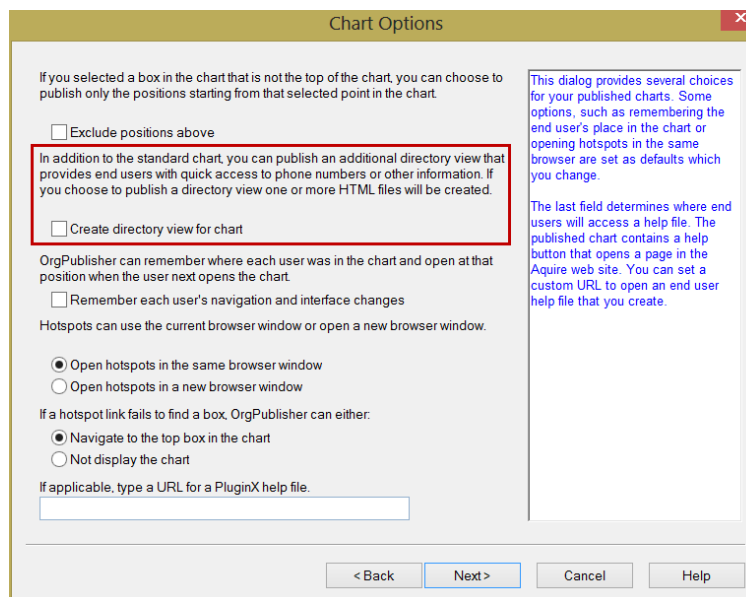 Chart Options
If you selected a box in the chart that is not the top of the chart, you can choose to
publish only the positions starting from that selected point in the chart.
Exclude positions above
In addition to the standard chart, you can publish an additional directory view that
provides end users with quick access to phone numbers or other information. If
you choose to publish a directory view one or more HTML files will be created.
Create directory view for chart
OrgPublisher can remember where each user was in the chart and open at that
position when the user next opens the chart.
Remember each user's navigation and interface changes
Hotspots can use the current browser window or open a new browser window.
Open hotspots in the same browser window
Open hotspots in a new browser window
If a hotspot link fails to find a box, OrgPublisher can either:
Navigate to the top box in the chart
Not display the chart
If applicable, type a URL for a PluginX help file.
This dialog provides several choices
for your published charts. Some
options, such as remembering the
end user's place in the chart or
opening hotspots in the same
browser are set as defaults which
you change.
The last field determines where end
users will access a help file. The
published chart contains a help
button that opens a page in the
Aquire web site. You can set a
custom URL to open an end user
help file that you create.
< Back
Next >
Cancel
Help